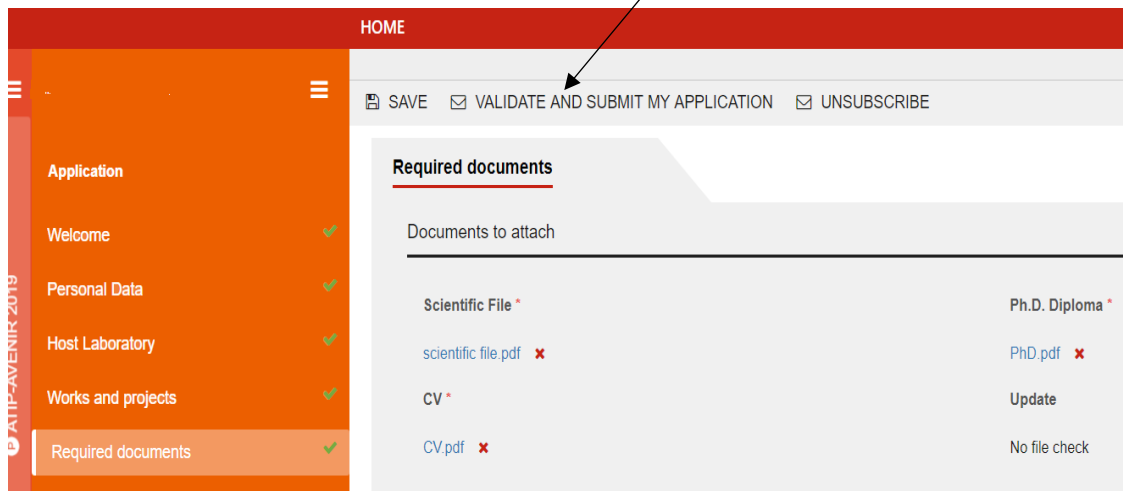 HOME
SAVE VALIDATE AND SUBMIT MY APPLICATION UNSUBSCRIBE
ATIP-AVENIR 2019
Application
Welcome
Personal Data
Host Laboratory
Works and projects
Required documents
Required documents
Documents to attach
Scientific File * Ph.D. Diploma *
scientific file.pdf PhD.pdf
CV * Update
CV.pdf No file check